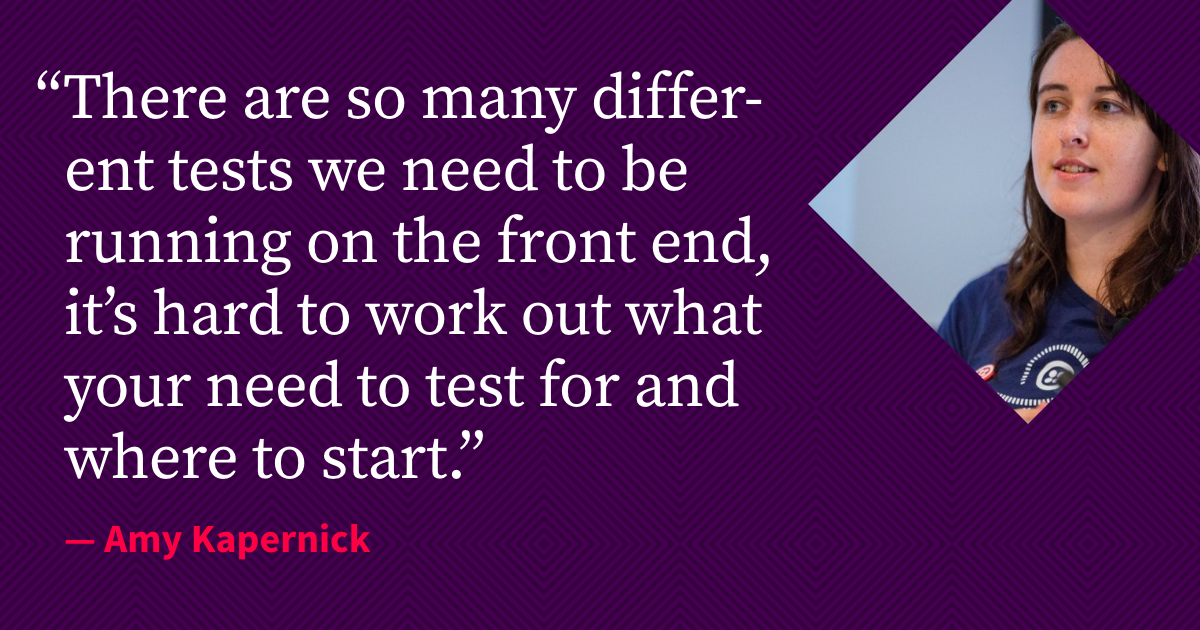 “There are so many differ-
ent tests we need to be
running on the front end,
it’s hard to work out what
your need to test for and
where to start.”
— Amy Kapernick